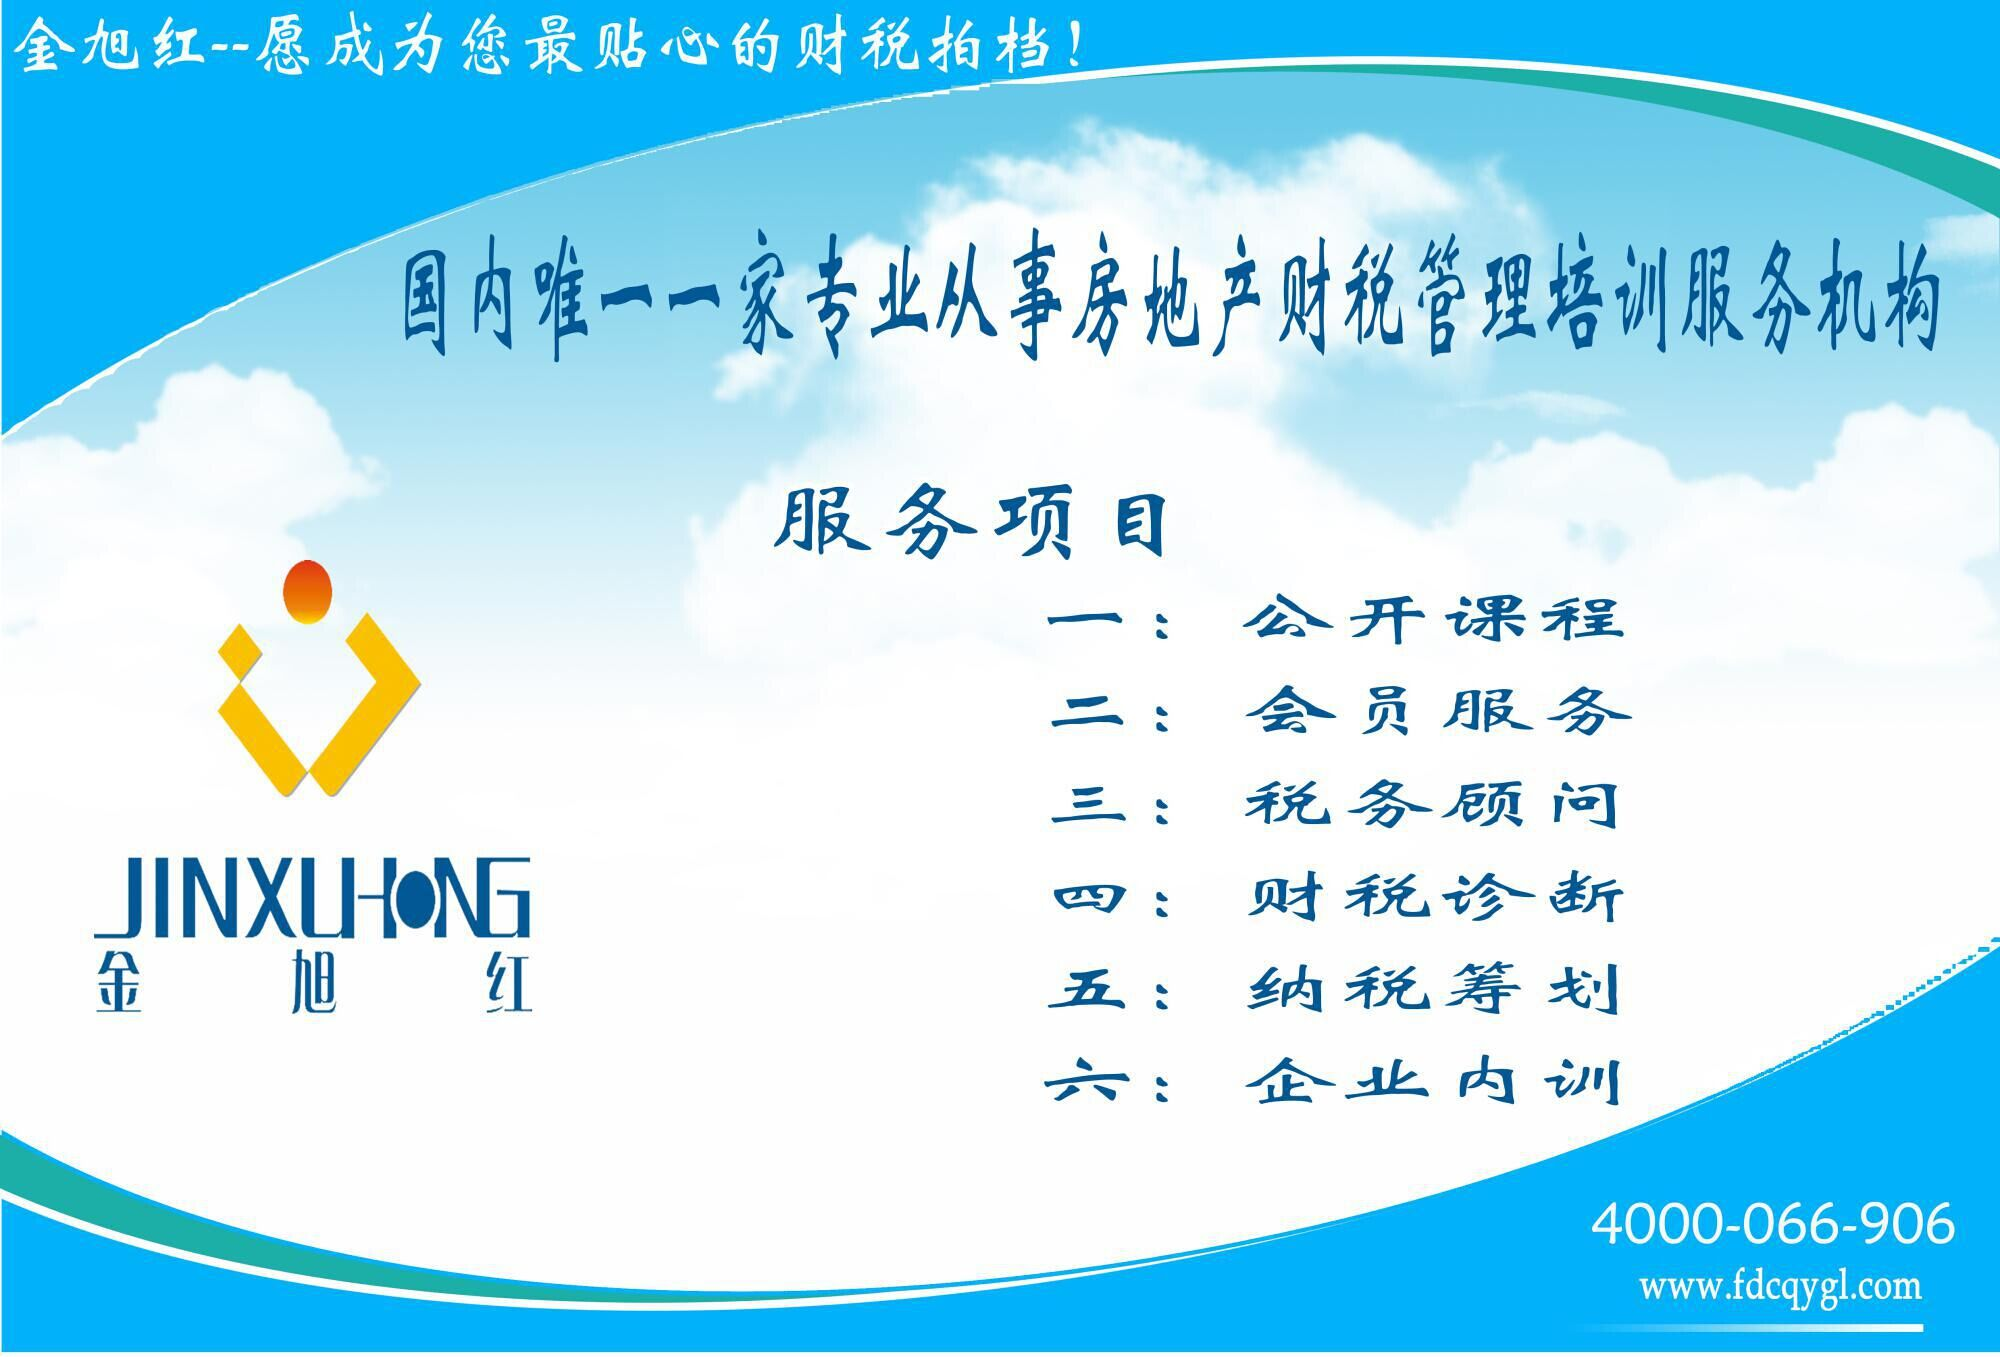 金旭红--愿成为您最贴心的财税拍档！
国内唯一一家专业从事房地产财税管理培训服务机构
服务项目
一：公开课程
二：会员服务
三：税务顾问
四：财税诊断
五：纳税筹划
六：企业内训
JINXUHONG
金旭红
4000-066-906
www.fdcqygl.com